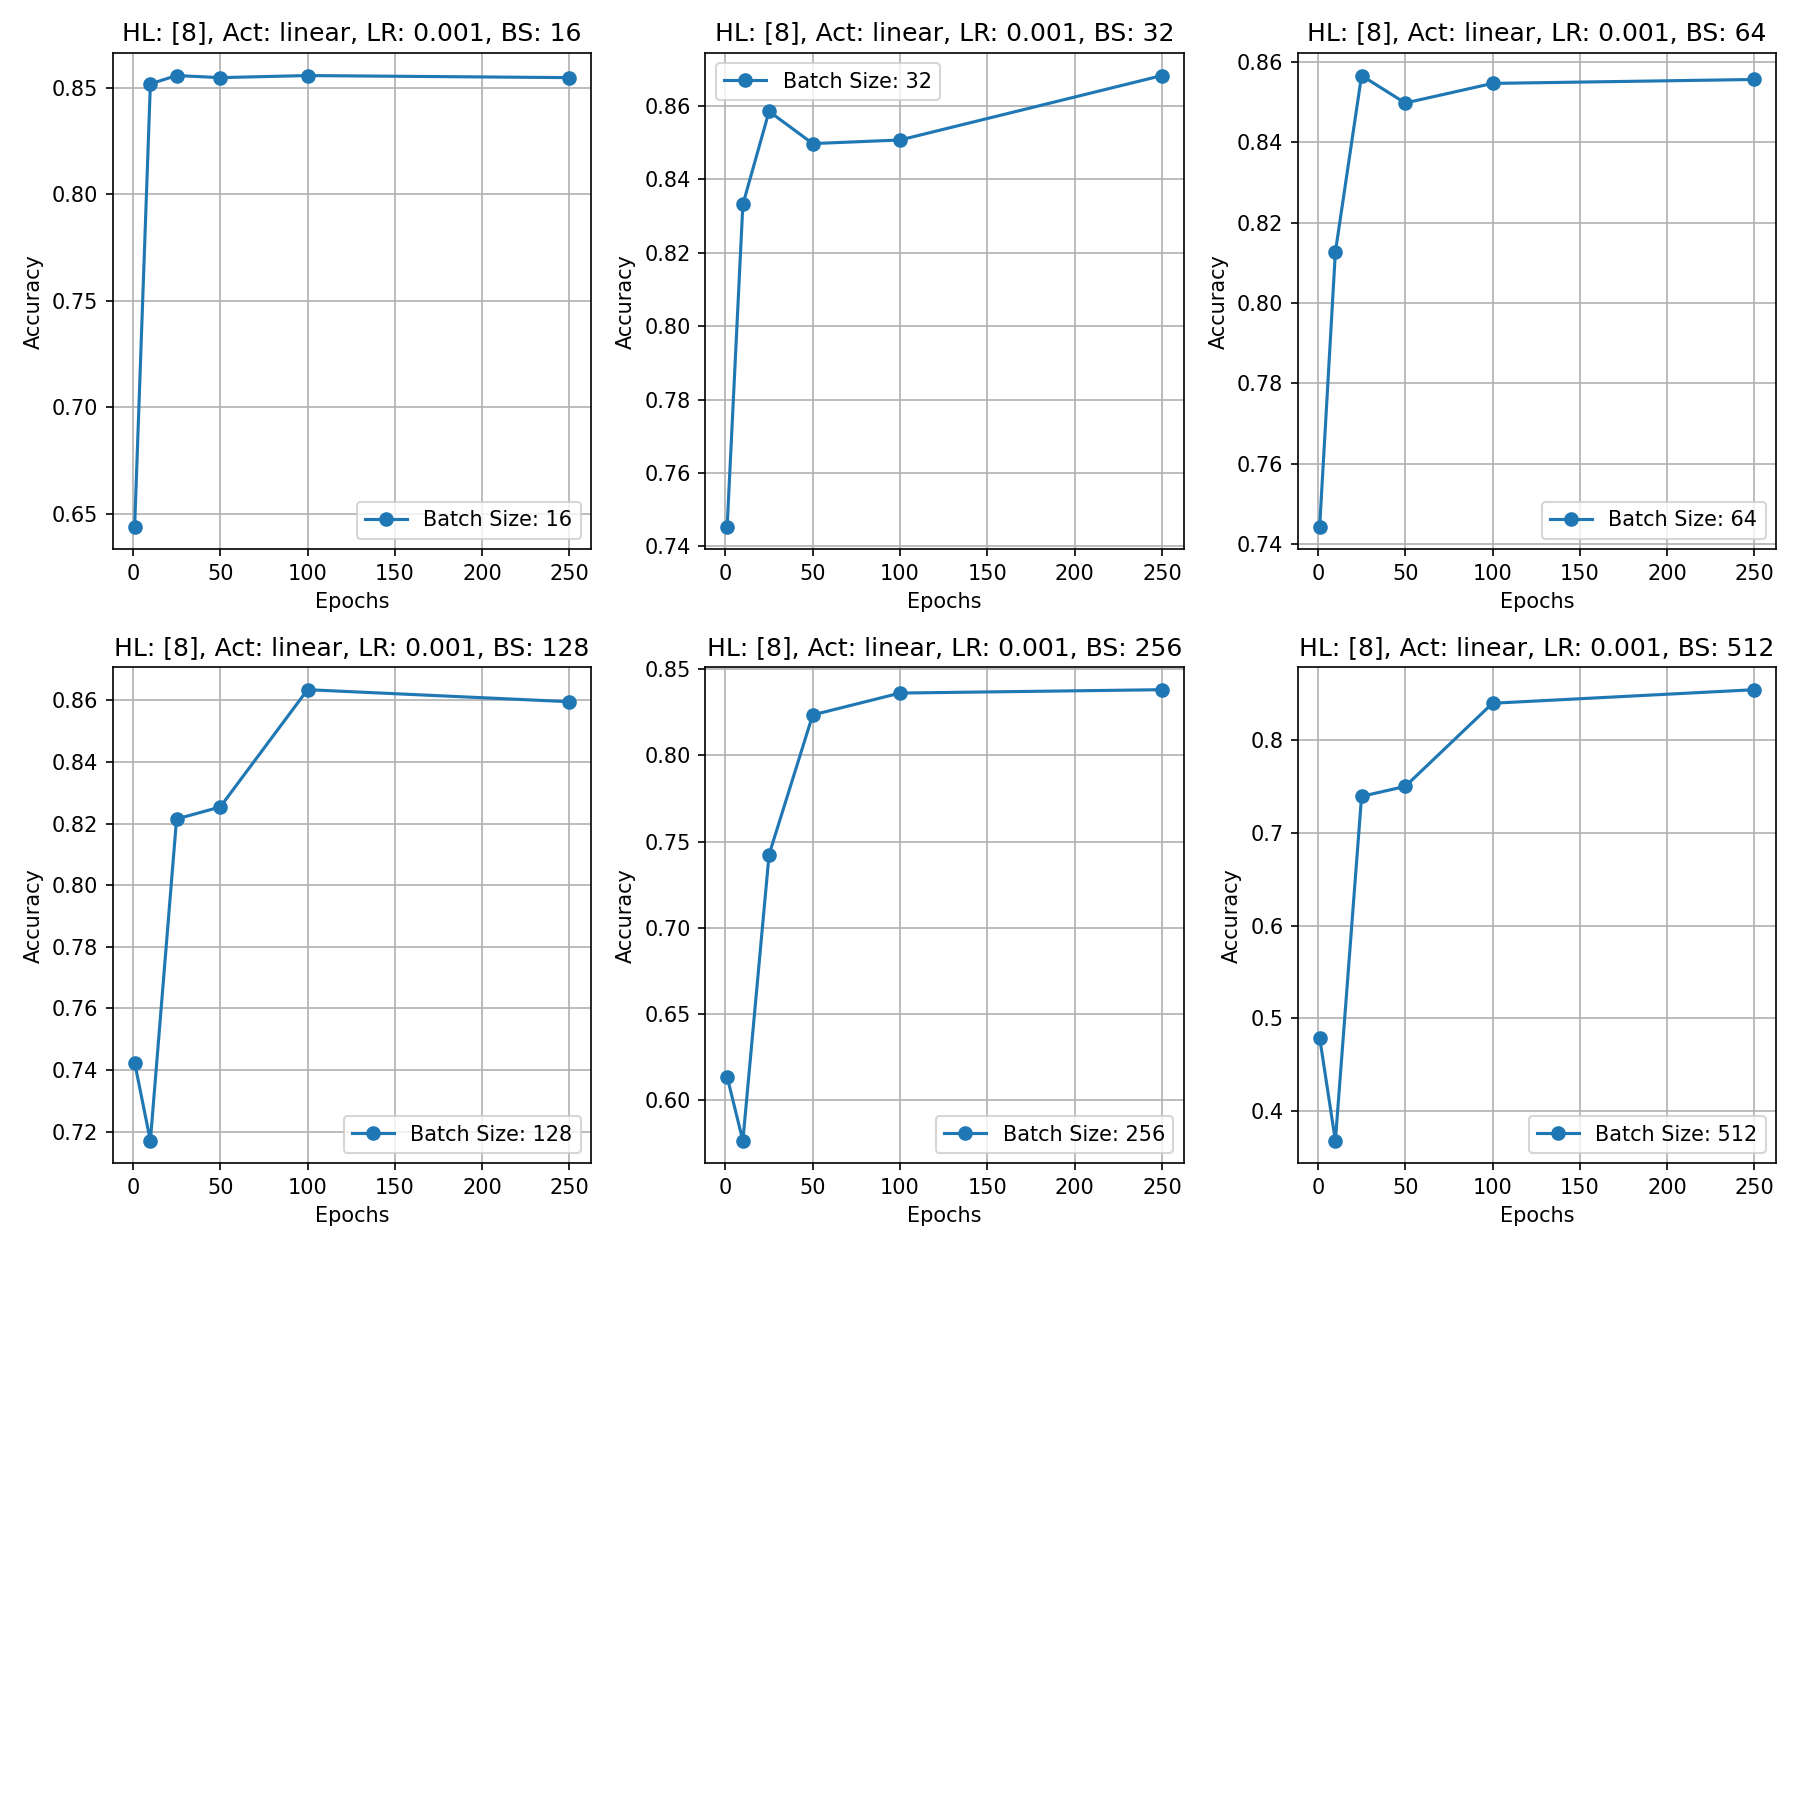 HL: [8], Act: linear, LR: 0.001, BS: 16
Accuracy
0.85
0.80
0.75
0.70
0.65
Batch Size: 16
0 50 100 150 200 250
Epochs
HL: [8], Act: linear, LR: 0.001, BS: 32
Accuracy
Batch Size: 32
0.86
0.84
0.82
0.80
0.78
0.76
0.74
0 50 100 150 200 250
Epochs
HL: [8], Act: linear, LR: 0.001, BS: 64
Accuracy
0.86
0.84
0.82
0.80
0.78
0.76
0.74
Batch Size: 64
0 50 100 150 200 250
Epochs
HL: [8], Act: linear, LR: 0.001, BS: 128
Accuracy
0.86
0.84
0.82
0.80
0.78
0.76
0.74
0.72
Batch Size: 128
0 50 100 150 200 250
Epochs
HL: [8], Act: linear, LR: 0.001, BS: 256
Accuracy
0.85
0.80
0.75
0.70
0.65
0.60
Batch Size: 256
0 50 100 150 200 250
Epochs
HL: [8], Act: linear, LR: 0.001, BS: 512
Accuracy
0.8
0.7
0.6
0.5
0.4
Batch Size: 512
0 50 100 150 200 250
Epochs